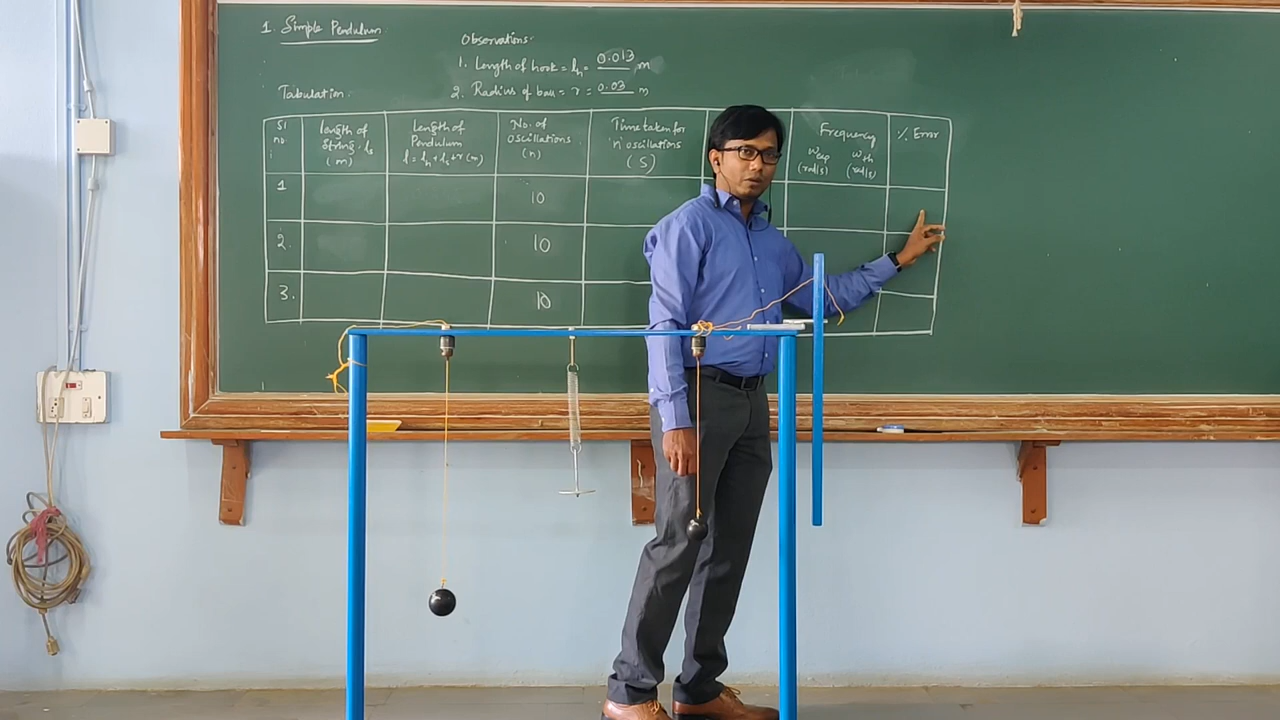 1. Simple Pendulum
Observations:
1. Length of hook = lh = 0.013 m
2. Radius of ball = r = 0.03 m
Tabulation:
Sl no.
length of string, ls (m)
Length of Pendulum l = lh + ls + r (m)
No. of oscillations (n)
Time taken for 'n' oscillations (S)
Frequency
ωexp (rad/s)
ωth (rad/s)
% Error
1
10
2.
10
3.
10